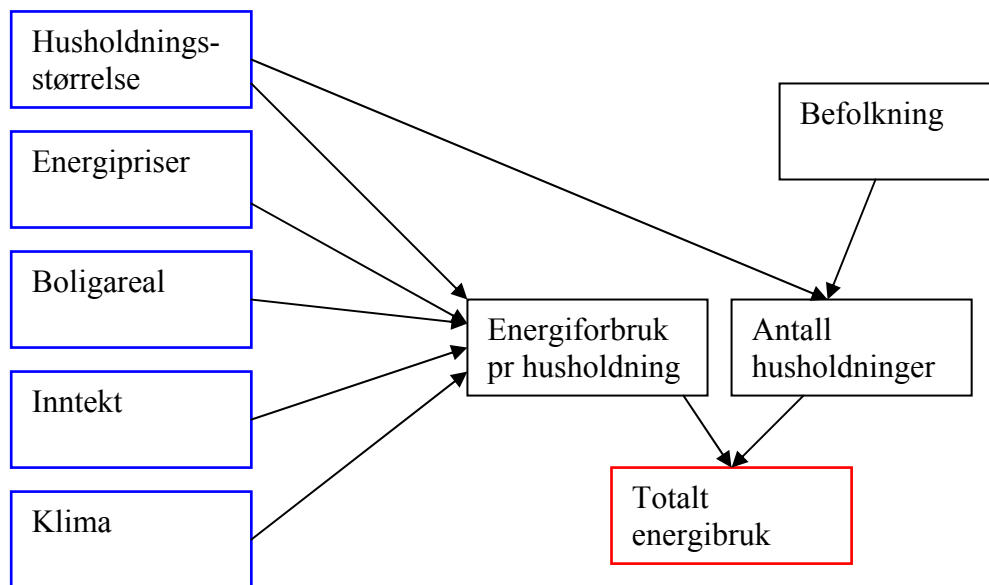 Husholdnings-
størrelse
Energipriser
Boligareal
Inntekt
Klima
Befolkning
Energiforbruk
pr husholdning
Antall
husholdninger
Totalt
energibruk